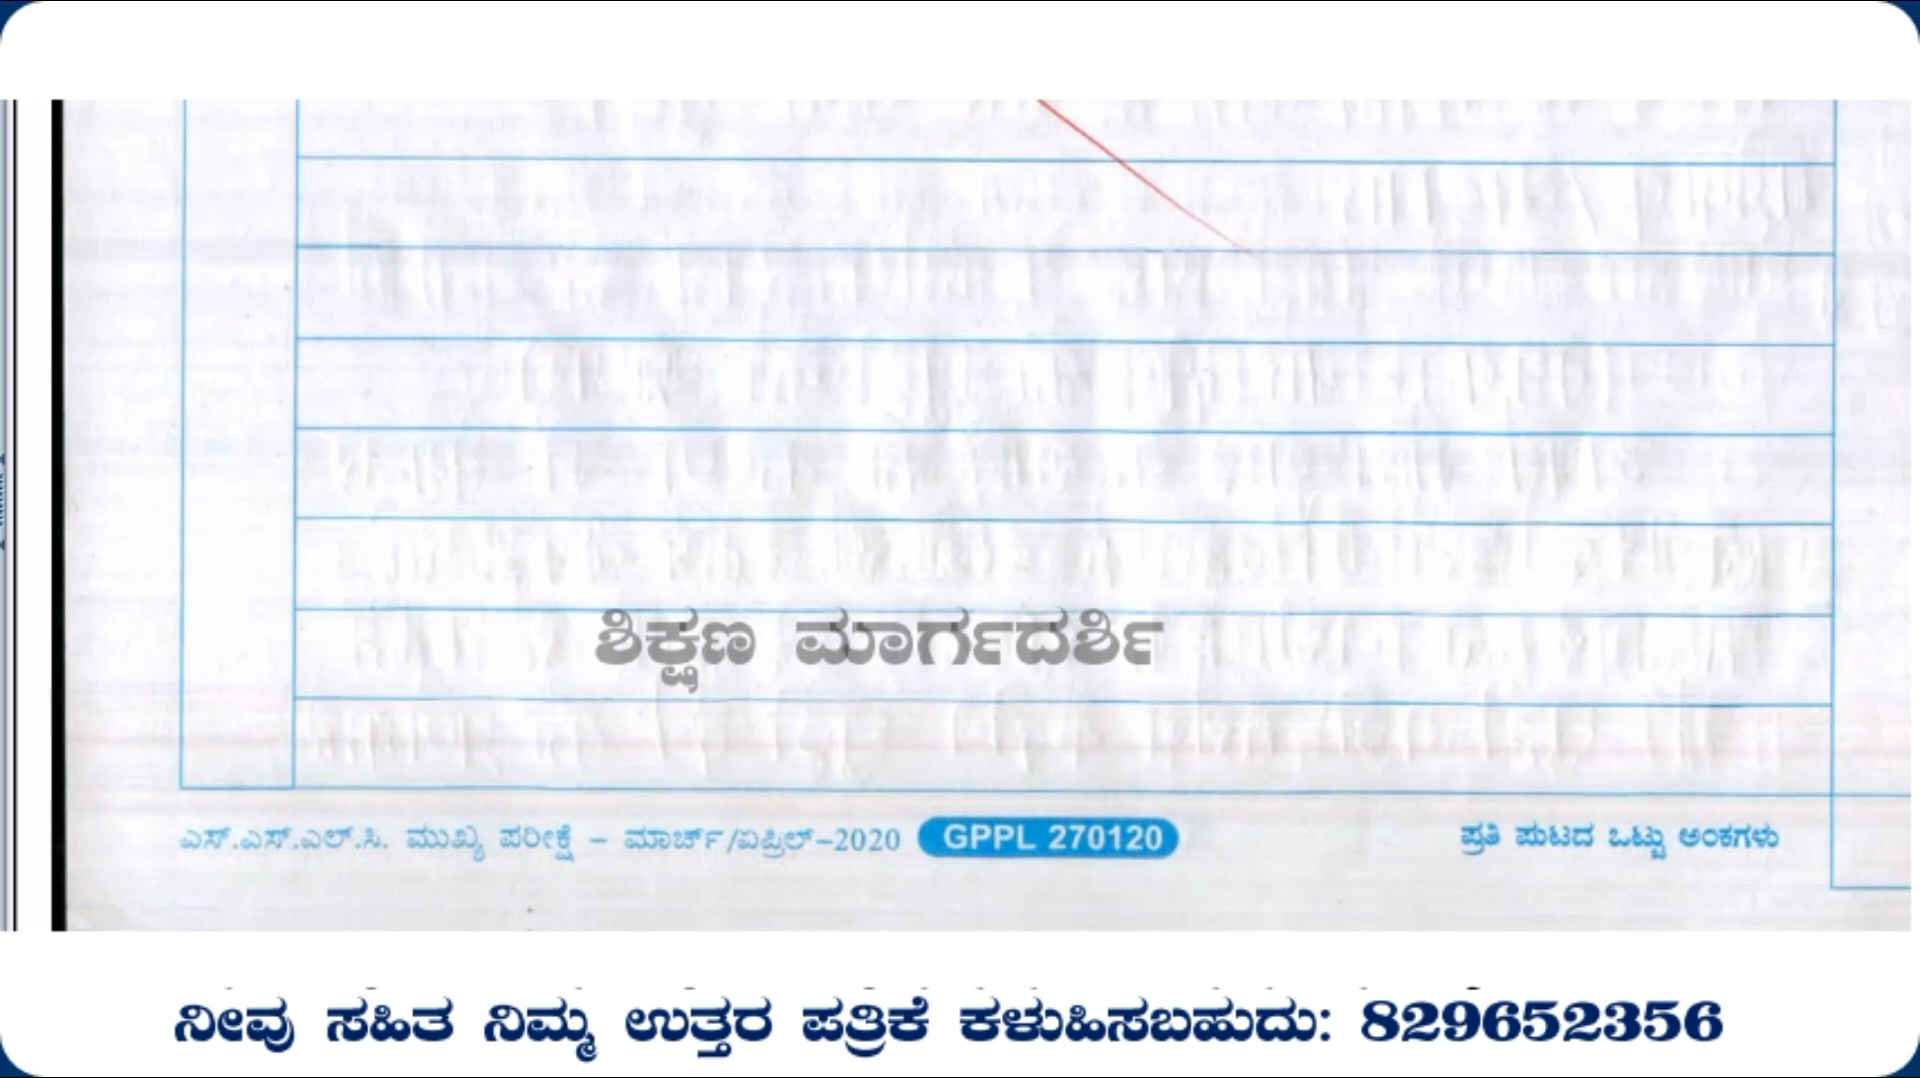 ಶಿಕ್ಷಣ ಮಾರ್ಗದರ್ಶಿ
ಎಸ್.ಎಸ್.ಎಲ್.ಸಿ. ಮುಖ್ಯ ಪರೀಕ್ಷೆ – ಮಾರ್ಚ್/ಏಪ್ರಿಲ್–2020 GPPL 270120 ಪ್ರತಿ ಪುಟದ ಒಟ್ಟು ಅಂಕಗಳು
ನೀವು ಸಹಿತ ನಿಮ್ಮ ಉತ್ತರ ಪತ್ರಿಕೆ ಕಳುಹಿಸಬಹುದು: 829652356